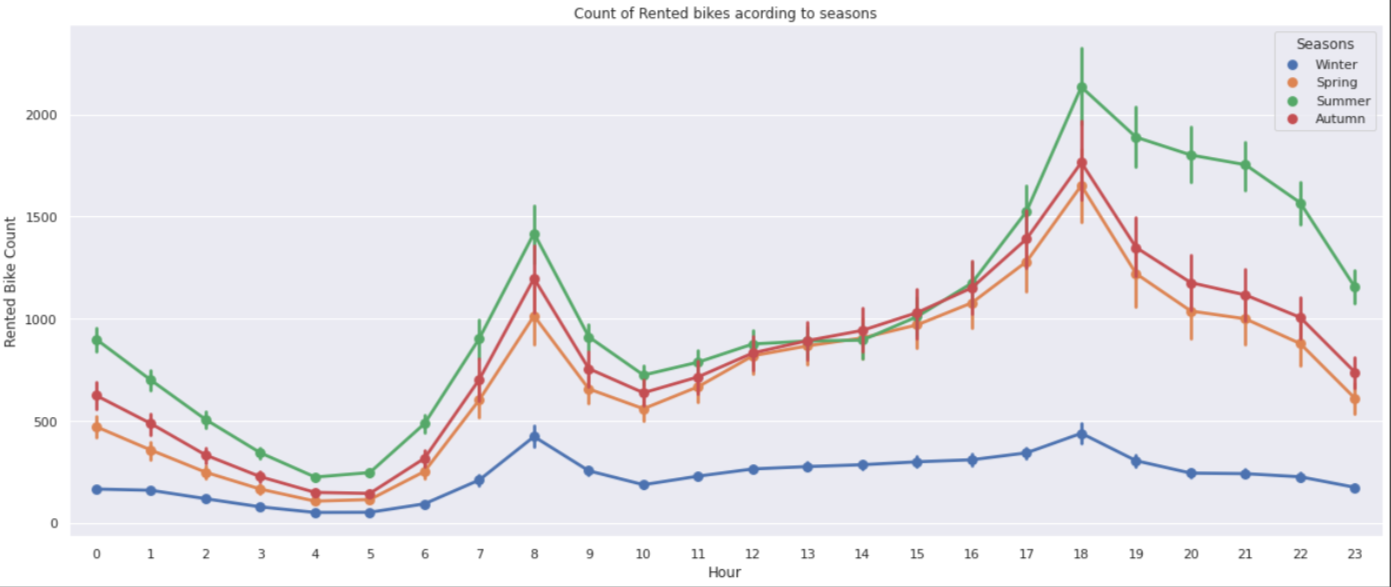 Count of Rented bikes acording to seasons
Seasons
Winter
Spring
Summer
Autumn
Rented Bike Count
2000
1500
1000
500
0
0 1 2 3 4 5 6 7 8 9 10 11 12 13 14 15 16 17 18 19 20 21 22 23
Hour